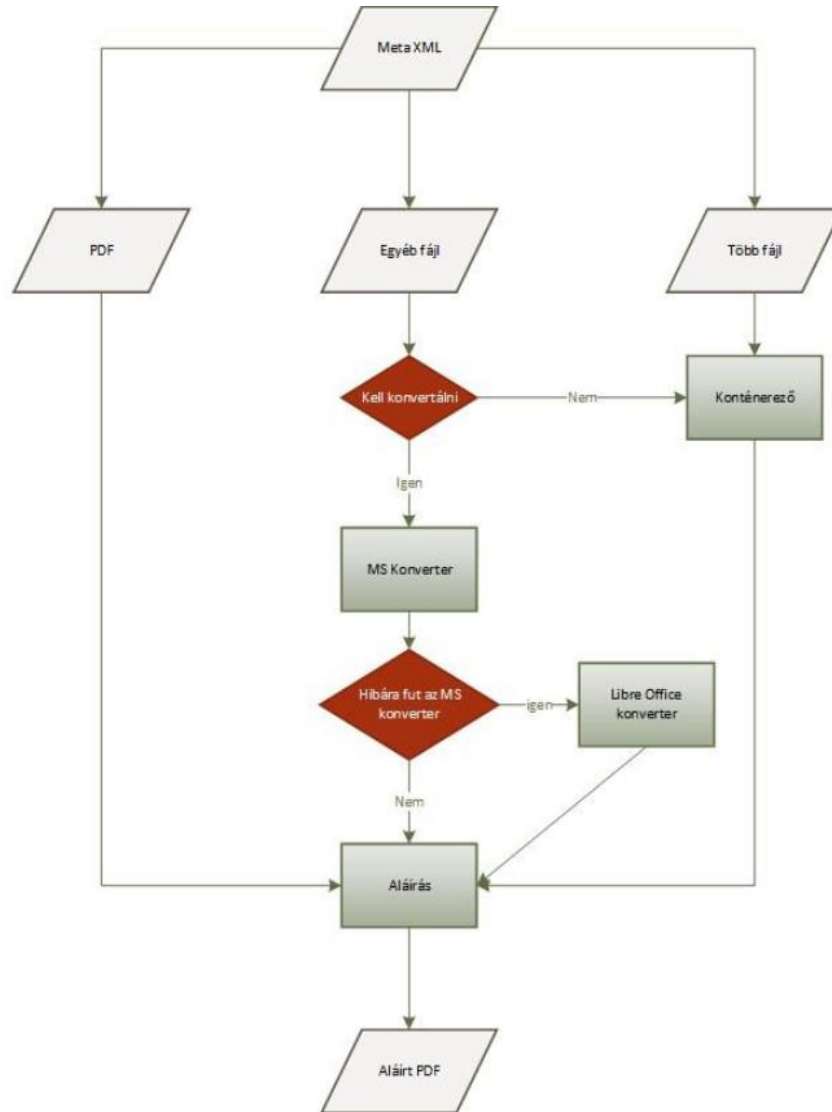 Meta XML
PDF
Egyéb fájl
Több fájl
Kell konvertálni
Nem
Konténerező
Igen
MS Konverter
Hibára fut az MS
konverter
igen
Libre Office
konverter
Nem
Aláírás
Aláírt PDF